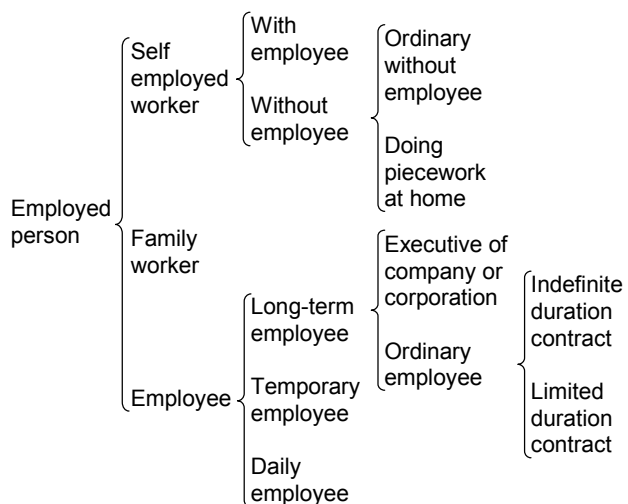 Employed
person
Self
employed
worker
Family
worker
Employee
With
employee
Without
employee
Ordinary
without
employee
Doing
piecework
at home
Long-term
employee
Temporary
employee
Daily
employee
Executive of
company or
corporation
Ordinary
employee
Indefinite
duration
contract
Limited
duration
contract